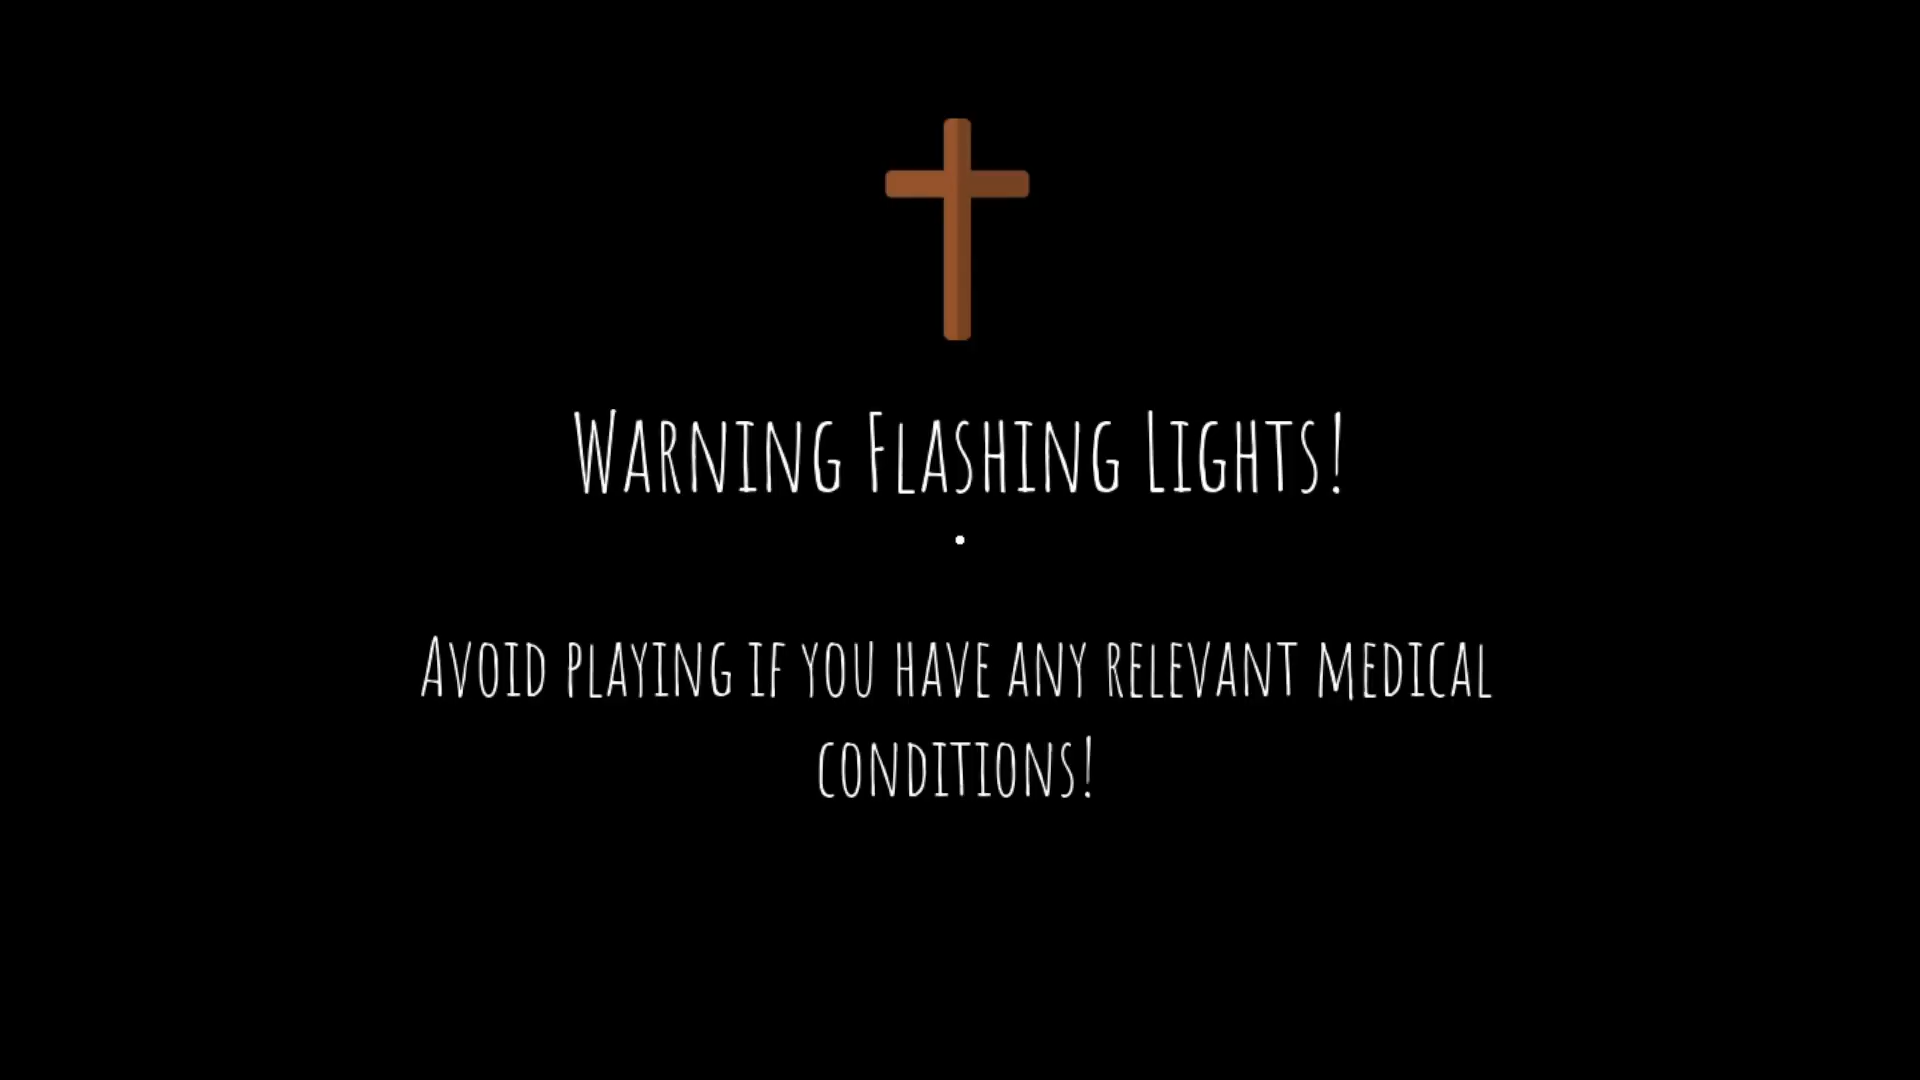 Warning Flashing Lights!
Avoid playing if you have any relevant medical
conditions!